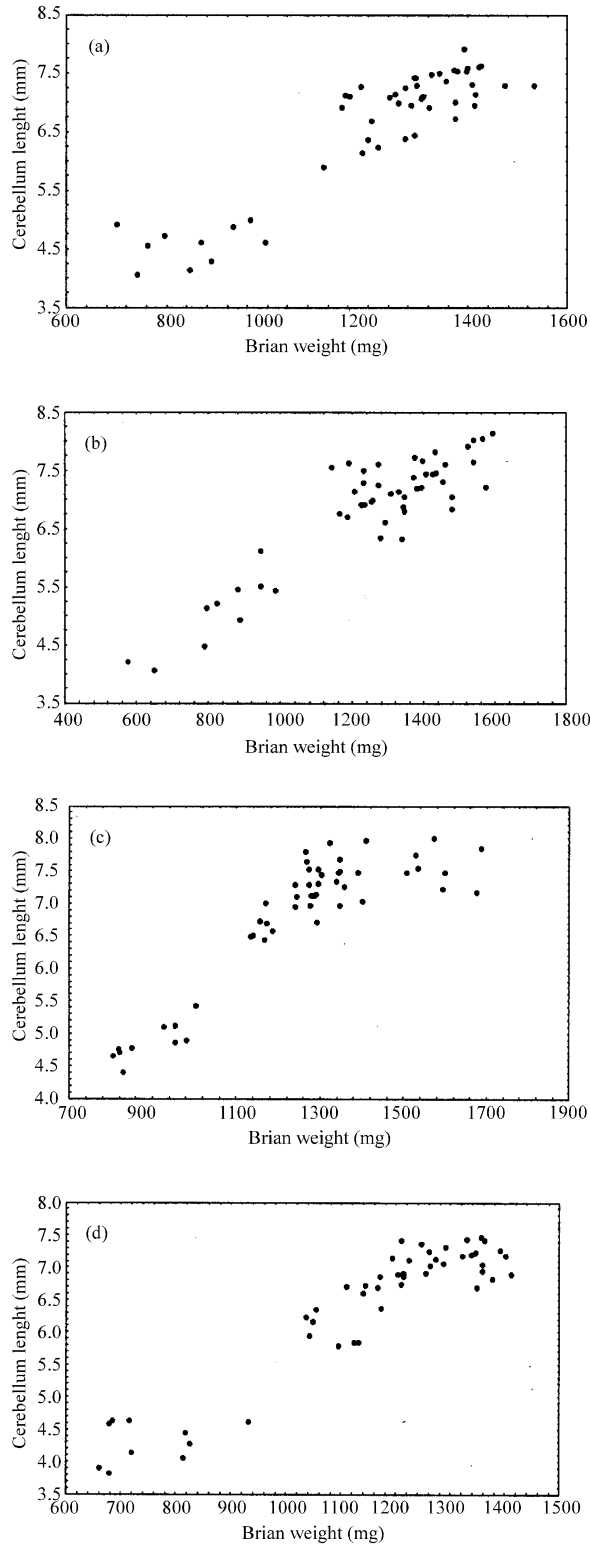 8.5
(a)
7.5
6.5
5.5
4.5
3.5
Cerebellum lenght (mm)
600 800 1000 1200 1400 1600
Brian weight (mg)
8.5
(b)
7.5
6.5
5.5
4.5
3.5
Cerebellum lenght (mm)
400 600 800 1000 1200 1400 1600 1800
Brian weight (mg)
8.5
(c)
8.0
7.5
7.0
6.5
6.0
5.5
5.0
4.5
4.0
Cerebellum lenght (mm)
700 900 1100 1300 1500 1700 1900
Brian weight (mg)
8.0
(d)
7.5
7.0
6.5
6.0
5.5
5.0
4.5
4.0
3.5
Cerebellum lenght (mm)
600 700 800 900 1000 1100 1200 1300 1400 1500
Brian weight (mg)